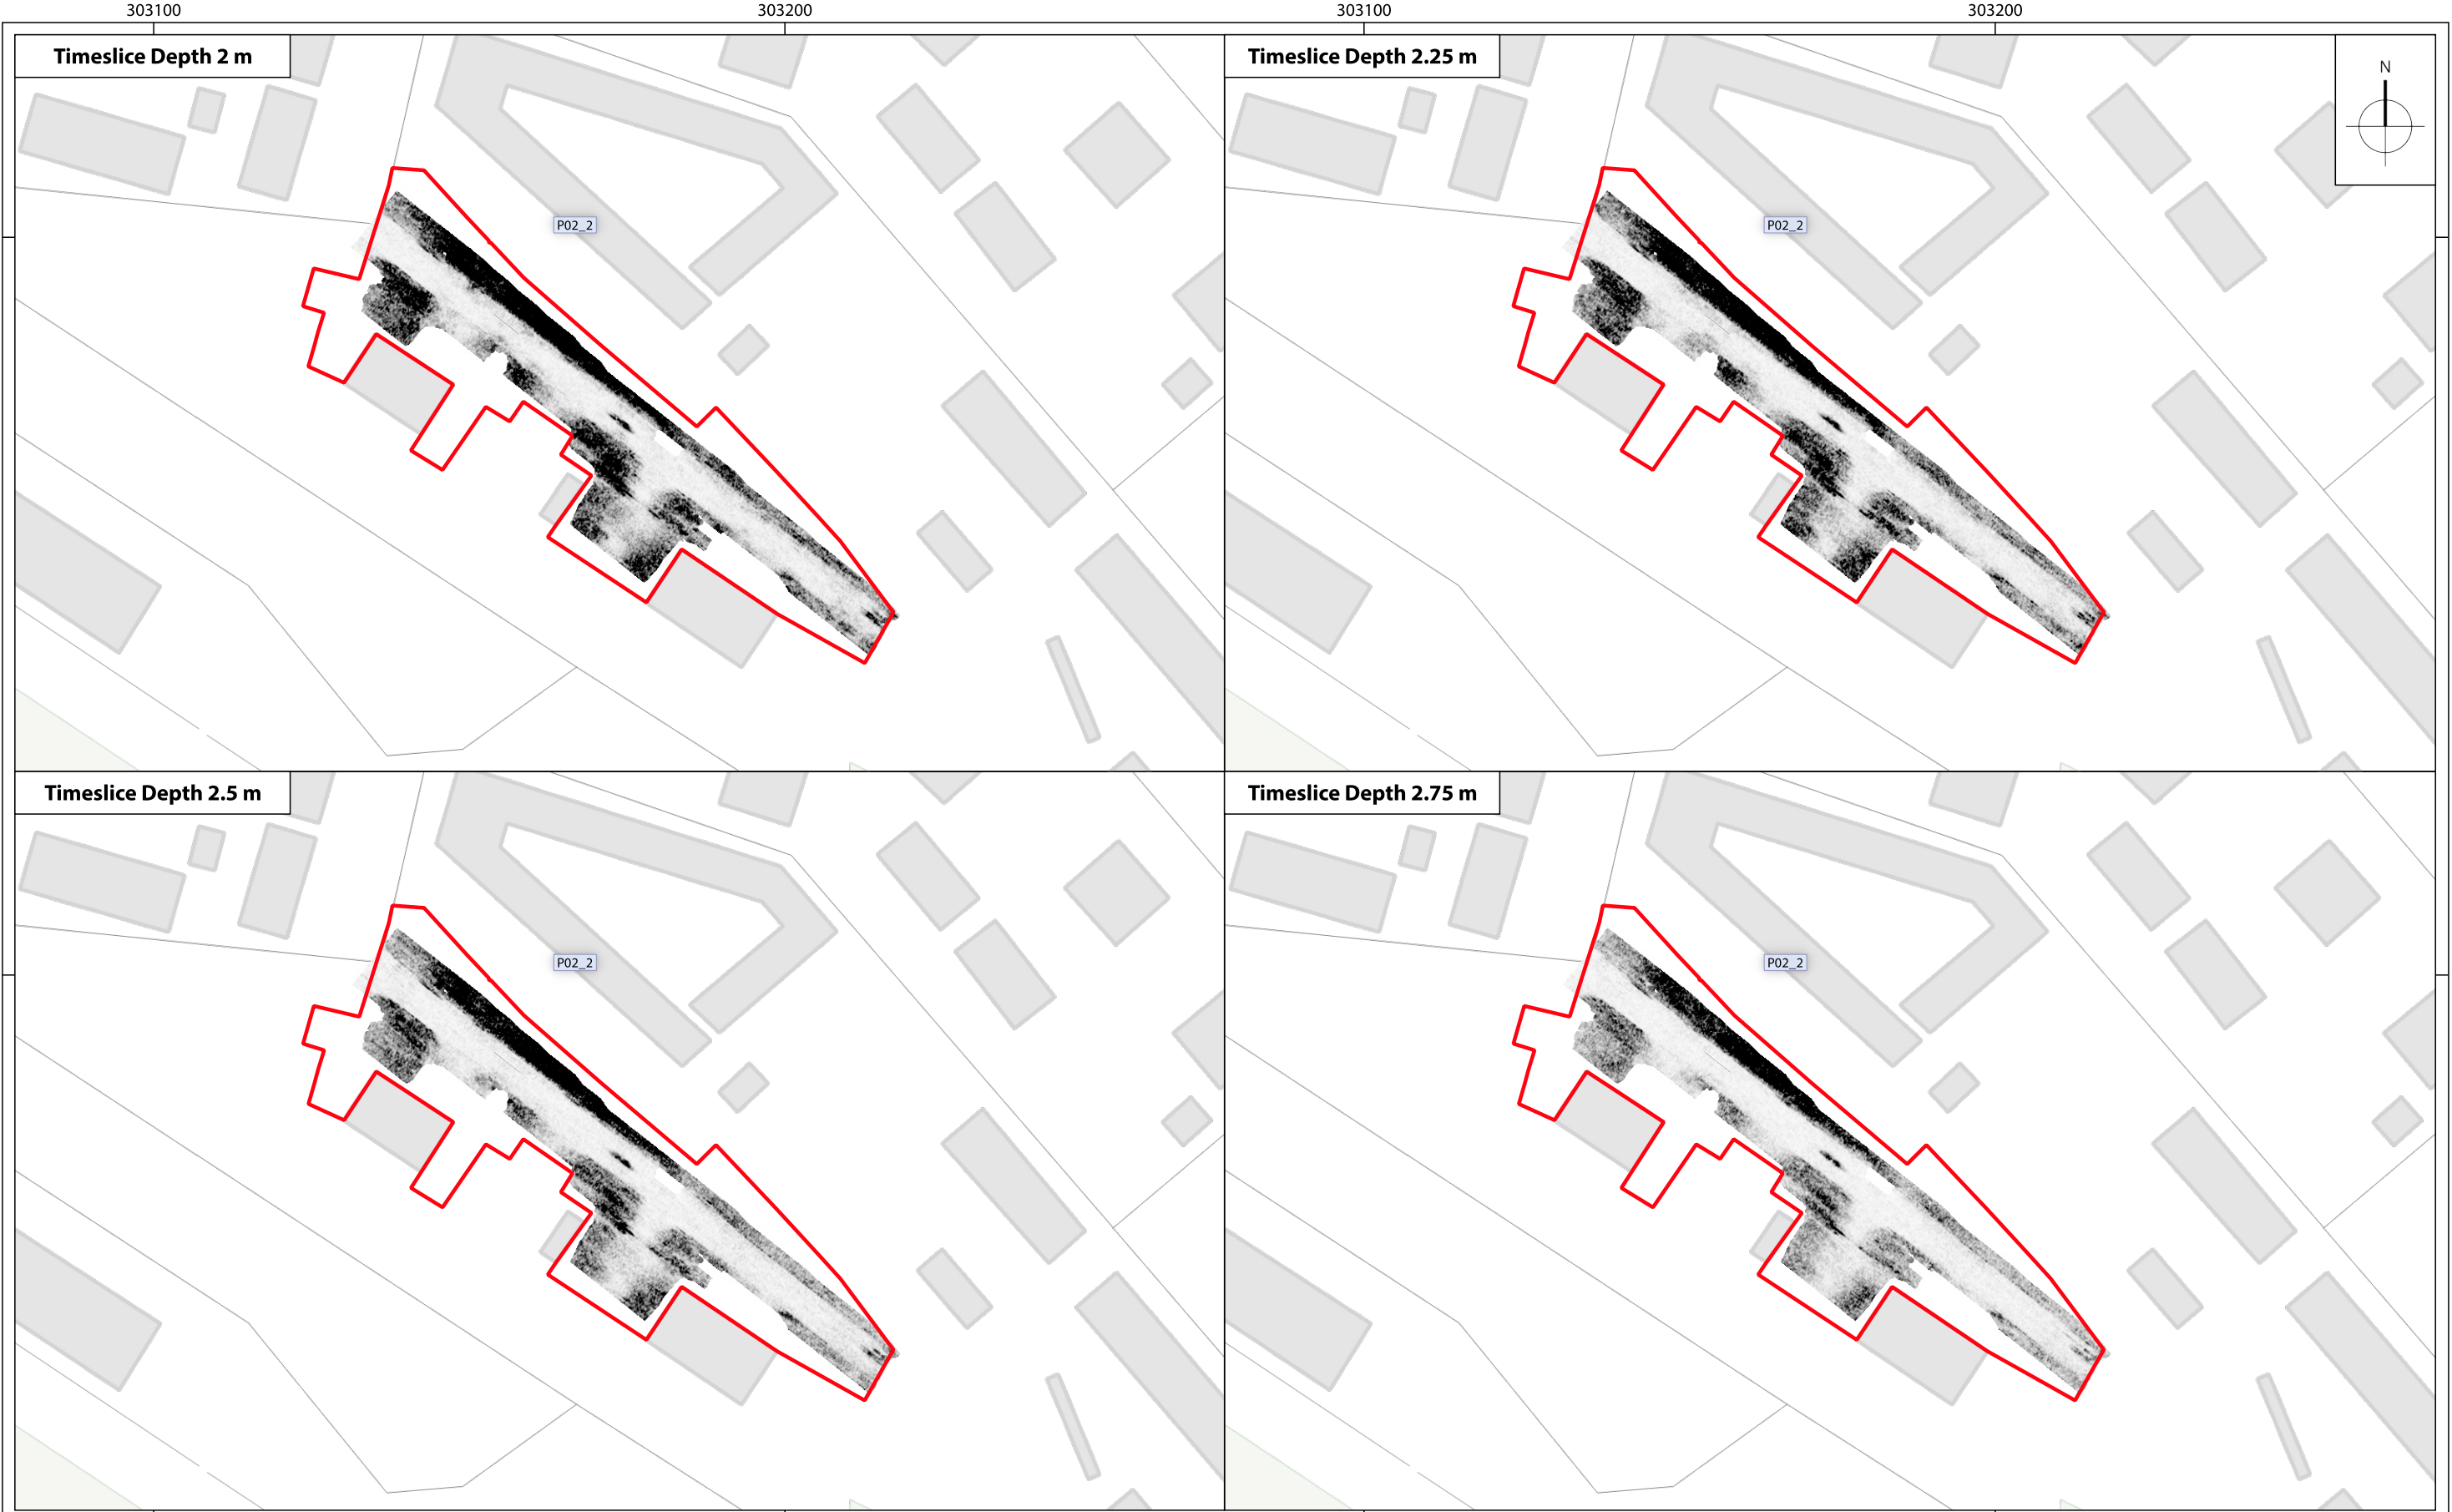 303100
303200
303100
303200
Timeslice Depth 2 m
Timeslice Depth 2.25 m
N
P02_2
P02_2
Timeslice Depth 2.5 m
Timeslice Depth 2.75 m
P02_2
P02_2